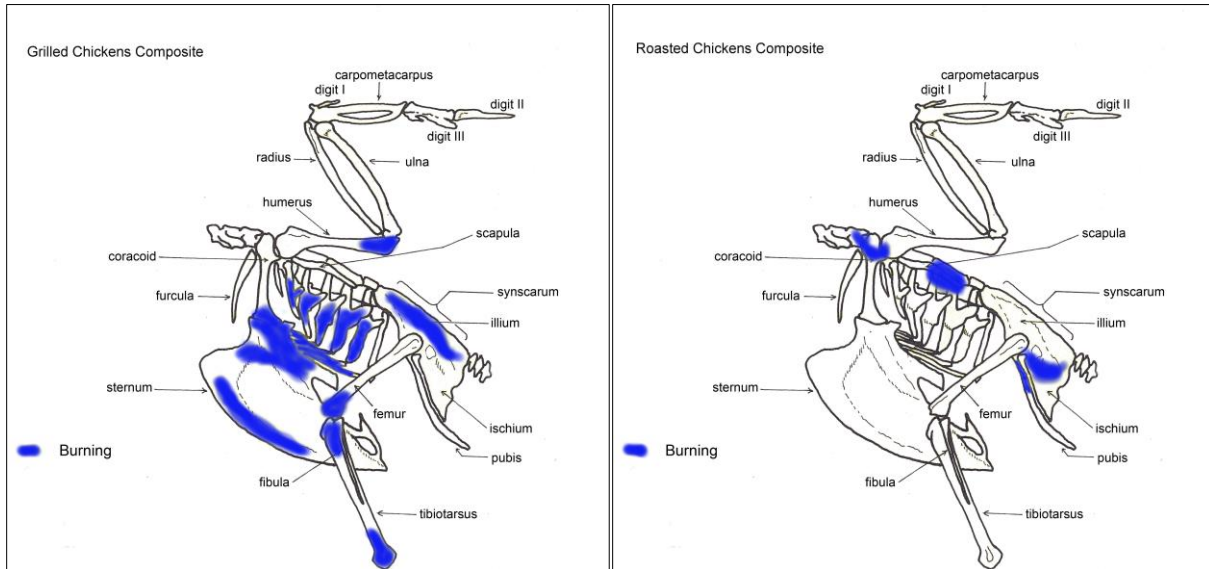 Grilled Chickens Composite
carpometacarpus
digit I
digit II
digit III
radius
ulna
humerus
scapula
coracoid
furcula
synscarum
illium
sternum
femur
ischium
Burning
pubis
fibula
tibiotarsus
Roasted Chickens Composite
carpometacarpus
digit I
digit II
digit III
radius
ulna
humerus
scapula
coracoid
furcula
synscarum
illium
sternum
femur
ischium
Burning
pubis
fibula
tibiotarsus